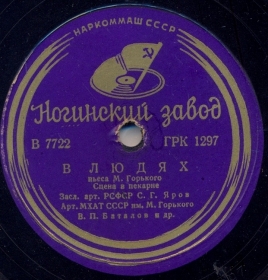 НАРКОММАШ СССР
Ногинский завод
В 7722 ГРК 1297
В ЛЮДЯХ
пьеса М. Горького
Сцена в пекарне
Засл. арт. РСФСР С. Г. Яров
Арт. МХАТ СССР им. М. Горького
В. П. Баталов и др.